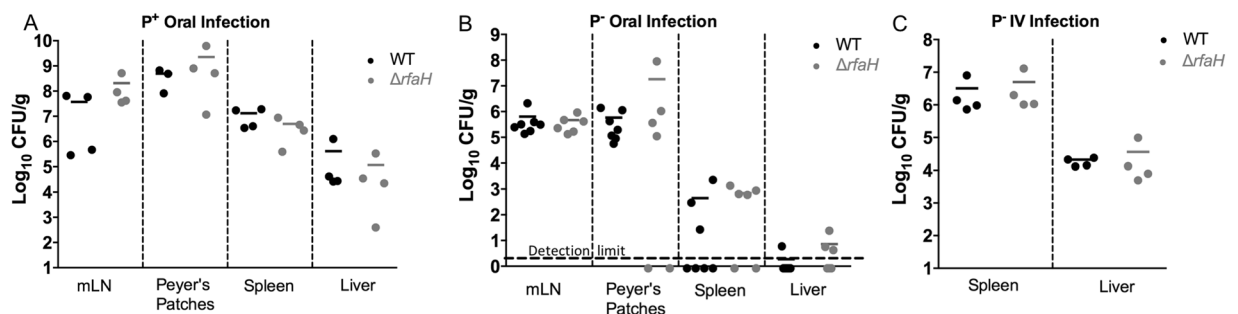 A
P+ Oral Infection
WT
ΔrfaH
Log10 CFU/g
10
9
8
7
6
5
4
3
2
1
mLN
Peyer's
Patches
Spleen
Liver
B
P- Oral Infection
WT
ΔrfaH
Log10 CFU/g
9
8
7
6
5
4
3
2
1
0
Detection limit
mLN
Peyer's
Patches
Spleen
Liver
C
P- IV Infection
WT
ΔrfaH
Log10 CFU/g
8
7
6
5
4
3
2
1
Spleen
Liver